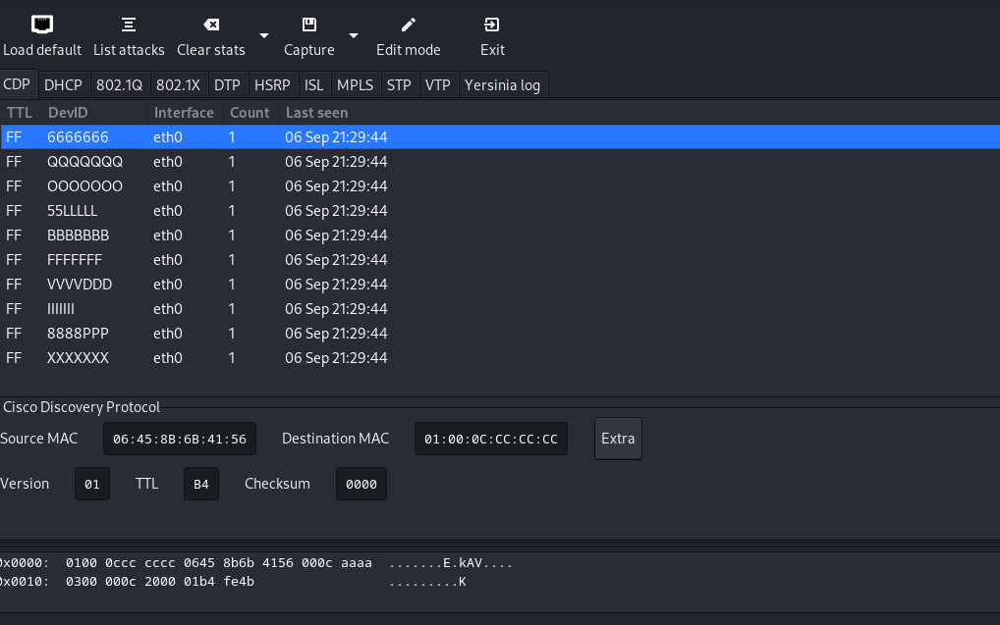 Load default List attacks Clear stats Capture Edit mode Exit
CDP DHCP 802.1Q 802.1X DTP HSRP ISL MPLS STP VTP Yersinia log
TTL DevID Interface Count Last seen
FF 6666666 eth0 1 06 Sep 21:29:44
FF QQQQQQQ eth0 1 06 Sep 21:29:44
FF OOOOOOO eth0 1 06 Sep 21:29:44
FF 55LLLLL eth0 1 06 Sep 21:29:44
FF BBBBBBB eth0 1 06 Sep 21:29:44
FF FFFFFFF eth0 1 06 Sep 21:29:44
FF VVVVDDD eth0 1 06 Sep 21:29:44
FF IIIIIII eth0 1 06 Sep 21:29:44
FF 8888PPP eth0 1 06 Sep 21:29:44
FF XXXXXXX eth0 1 06 Sep 21:29:44
Cisco Discovery Protocol
Source MAC 06:45:8B:6B:41:56 Destination MAC 01:00:0C:CC:CC:CC Extra
Version 01 TTL B4 Checksum 0000
0x0000: 0100 0ccc cccc 0645 8b6b 4156 000c aaaa .......E.kAV....
0x0010: 0300 000c 2000 01b4 fe4b .........K